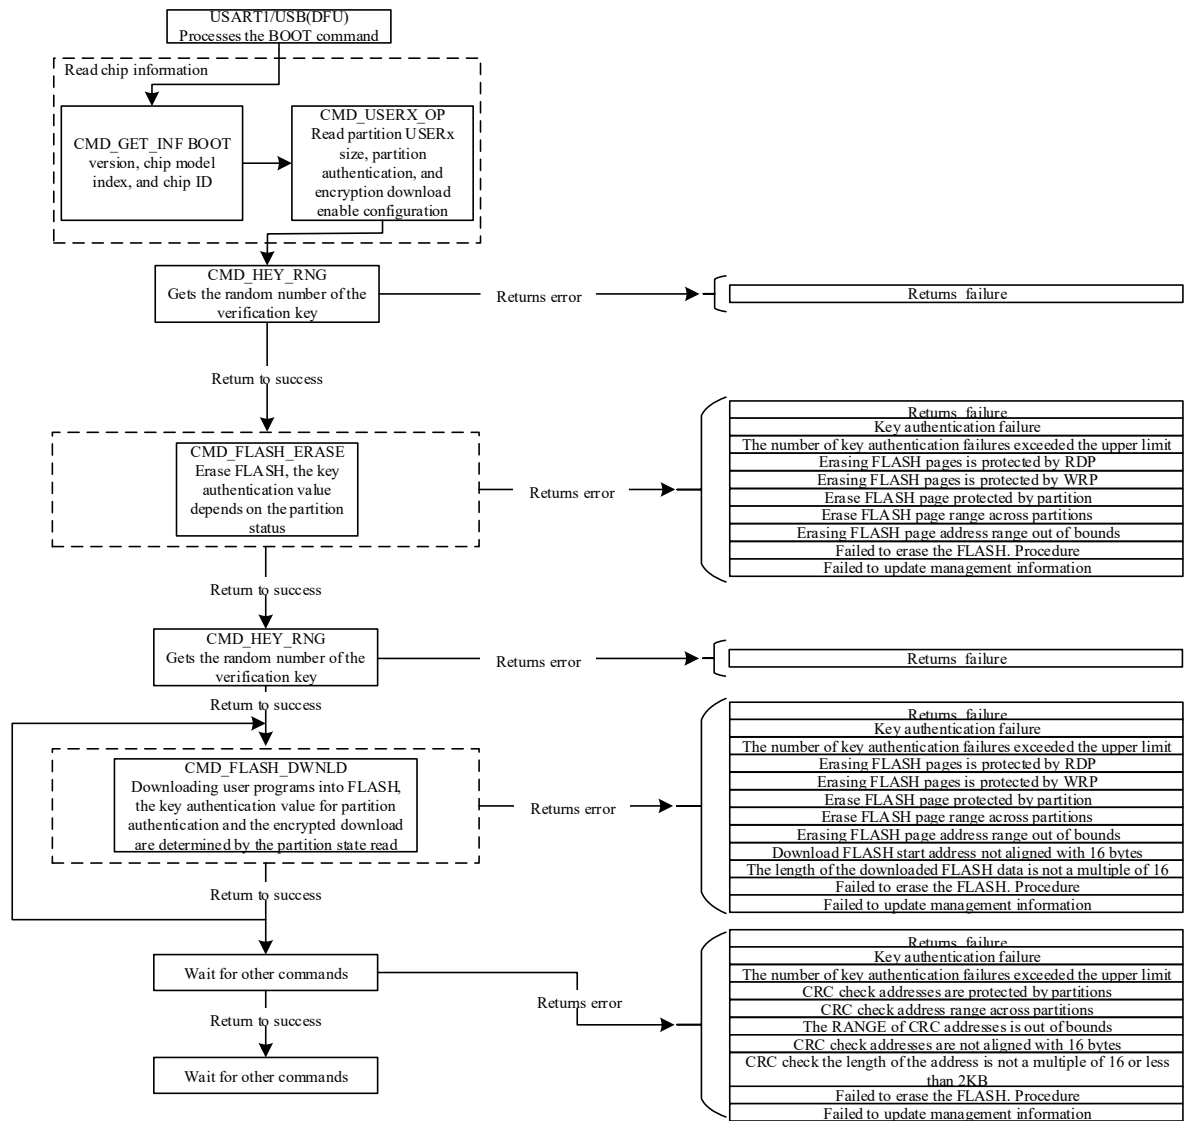 USART1/USB(DFU)
Processes the BOOT command
Read chip information
CMD_GET_INF BOOT
version, chip model
index, and chip ID
CMD_USERX_OP
Read partition USERx
size, partition
authentication, and
encryption download
enable configuration
CMD_HEY_RNG
Gets the random number of the
verification key
Returns error
Returns failure
Return to success
CMD_FLASH_ERASE
Erase FLASH, the key
authentication value
depends on the partition
status
Returns error
Returns failure
Key authentication failure
The number of key authentication failures exceeded the upper limit
Erasing FLASH pages is protected by RDP
Erasing FLASH pages is protected by WRP
Erase FLASH page protected by partition
Erase FLASH page range across partitions
Erasing FLASH page address range out of bounds
Failed to erase the FLASH. Procedure
Failed to update management information
Return to success
CMD_HEY_RNG
Gets the random number of the
verification key
Returns error
Returns failure
Return to success
CMD_FLASH_DWNLD
Downloading user programs into FLASH,
the key authentication value for partition
authentication and the encrypted download
are determined by the partition state read
Returns error
Returns failure
Key authentication failure
The number of key authentication failures exceeded the upper limit
Erasing FLASH pages is protected by RDP
Erasing FLASH pages is protected by WRP
Erase FLASH page protected by partition
Erase FLASH page range across partitions
Erasing FLASH page address range out of bounds
Download FLASH start address not aligned with 16 bytes
The length of the downloaded FLASH data is not a multiple of 16
Failed to erase the FLASH. Procedure
Failed to update management information
Return to success
Wait for other commands
Returns error
Returns failure
Key authentication failure
The number of key authentication failures exceeded the upper limit
CRC check addresses are protected by partitions
CRC check address range across partitions
The RANGE of CRC addresses is out of bounds
CRC check addresses are not aligned with 16 bytes
CRC check the length of the address is not a multiple of 16 or less
than 2KB
Failed to erase the FLASH. Procedure
Failed to update management information
Return to success
Wait for other commands